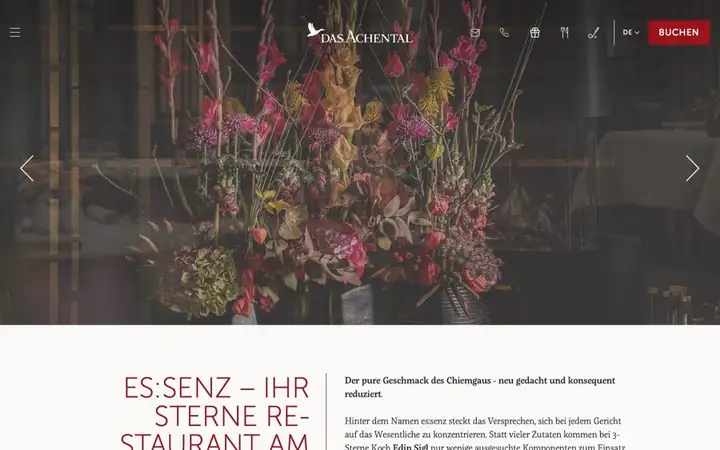 DAS ACHENTAL
DE
BUCHEN
ES:SENZ – IHR
STERNE RE-
STAURANT AM
Der pure Geschmack des Chiemgaus - neu gedacht und konsequent
reduziert.
Hinter dem Namen es:senz steckt das Versprechen, sich bei jedem Gericht
auf das Wesentliche zu konzentrieren. Statt vieler Zutaten kommen bei 3-
Sterne Koch Edip Sigl nur wenige ausgesuchte Komponenten zum Einsatz